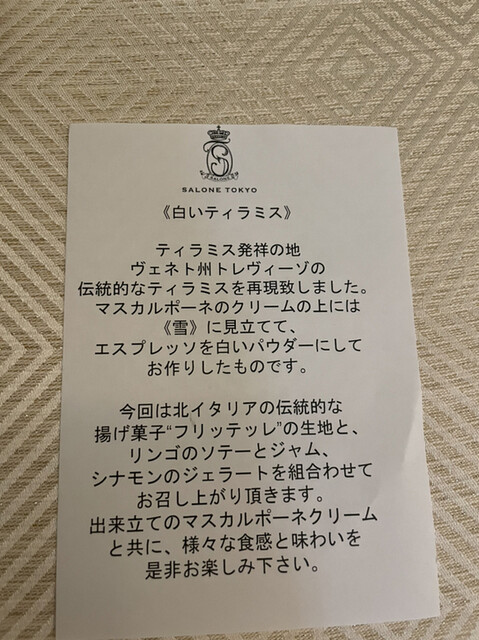 SALONE
SALONE TOKYO
《白いティラミス》
ティラミス発祥の地
ヴェネト州トレヴィーゾの
伝統的なティラミスを再現致しました。
マスカルポーネのクリームの上には
《雪》に見立てて、
エスプレッソを白いパウダーにして
お作りしたものです。
今回は北イタリアの伝統的な
揚げ菓子“フリッテッレ”の生地と、
リンゴのソテーとジャム、
シナモンのジェラートを組合わせて
お召し上がり頂きます。
出来立てのマスカルポーネクリーム
と共に、様々な食感と味わいを
是非お楽しみ下さい。